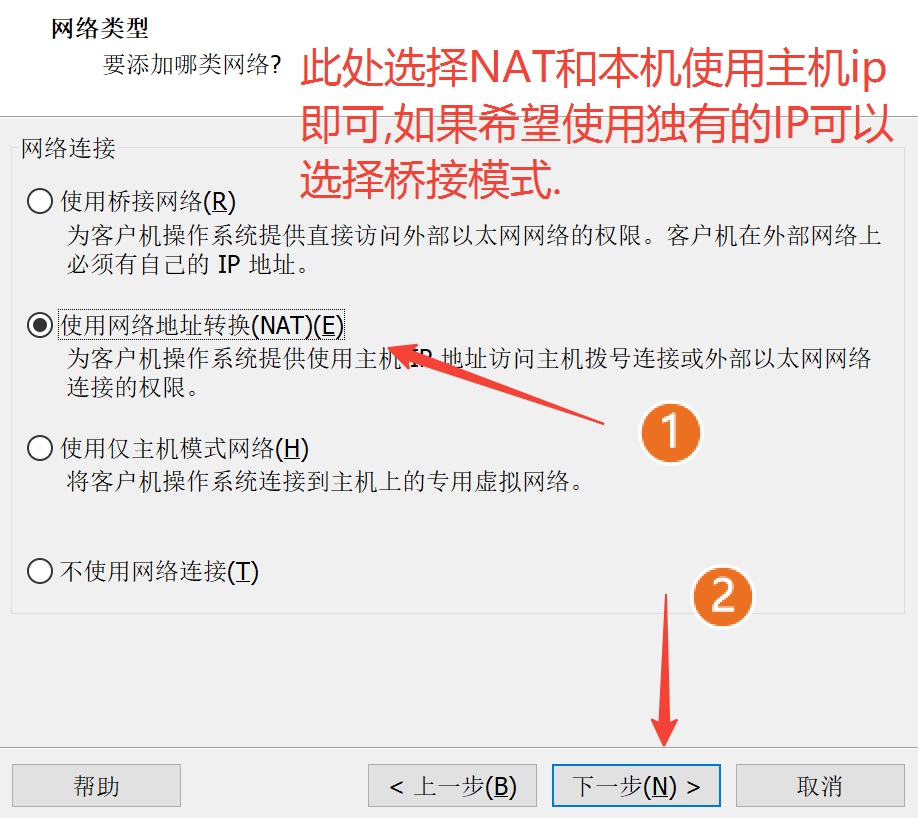 网络类型
要添加哪类网络?
此处选择NAT和本机使用主机ip
即可,如果希望使用独有的IP可以
选择桥接模式.
网络连接
使用桥接网络(R)
为客户机操作系统提供直接访问外部以太网网络的权限。客户机在外部网络上
必须有自己的 IP 地址。
使用网络地址转换(NAT)(E)
为客户机操作系统提供使用主机 IP 地址访问主机拨号连接或外部以太网网络
连接的权限。
1
使用仅主机模式网络(H)
将客户机操作系统连接到主机上的专用虚拟网络。
不使用网络连接(T)
2
帮助
< 上一步(B)
下一步(N) >
取消